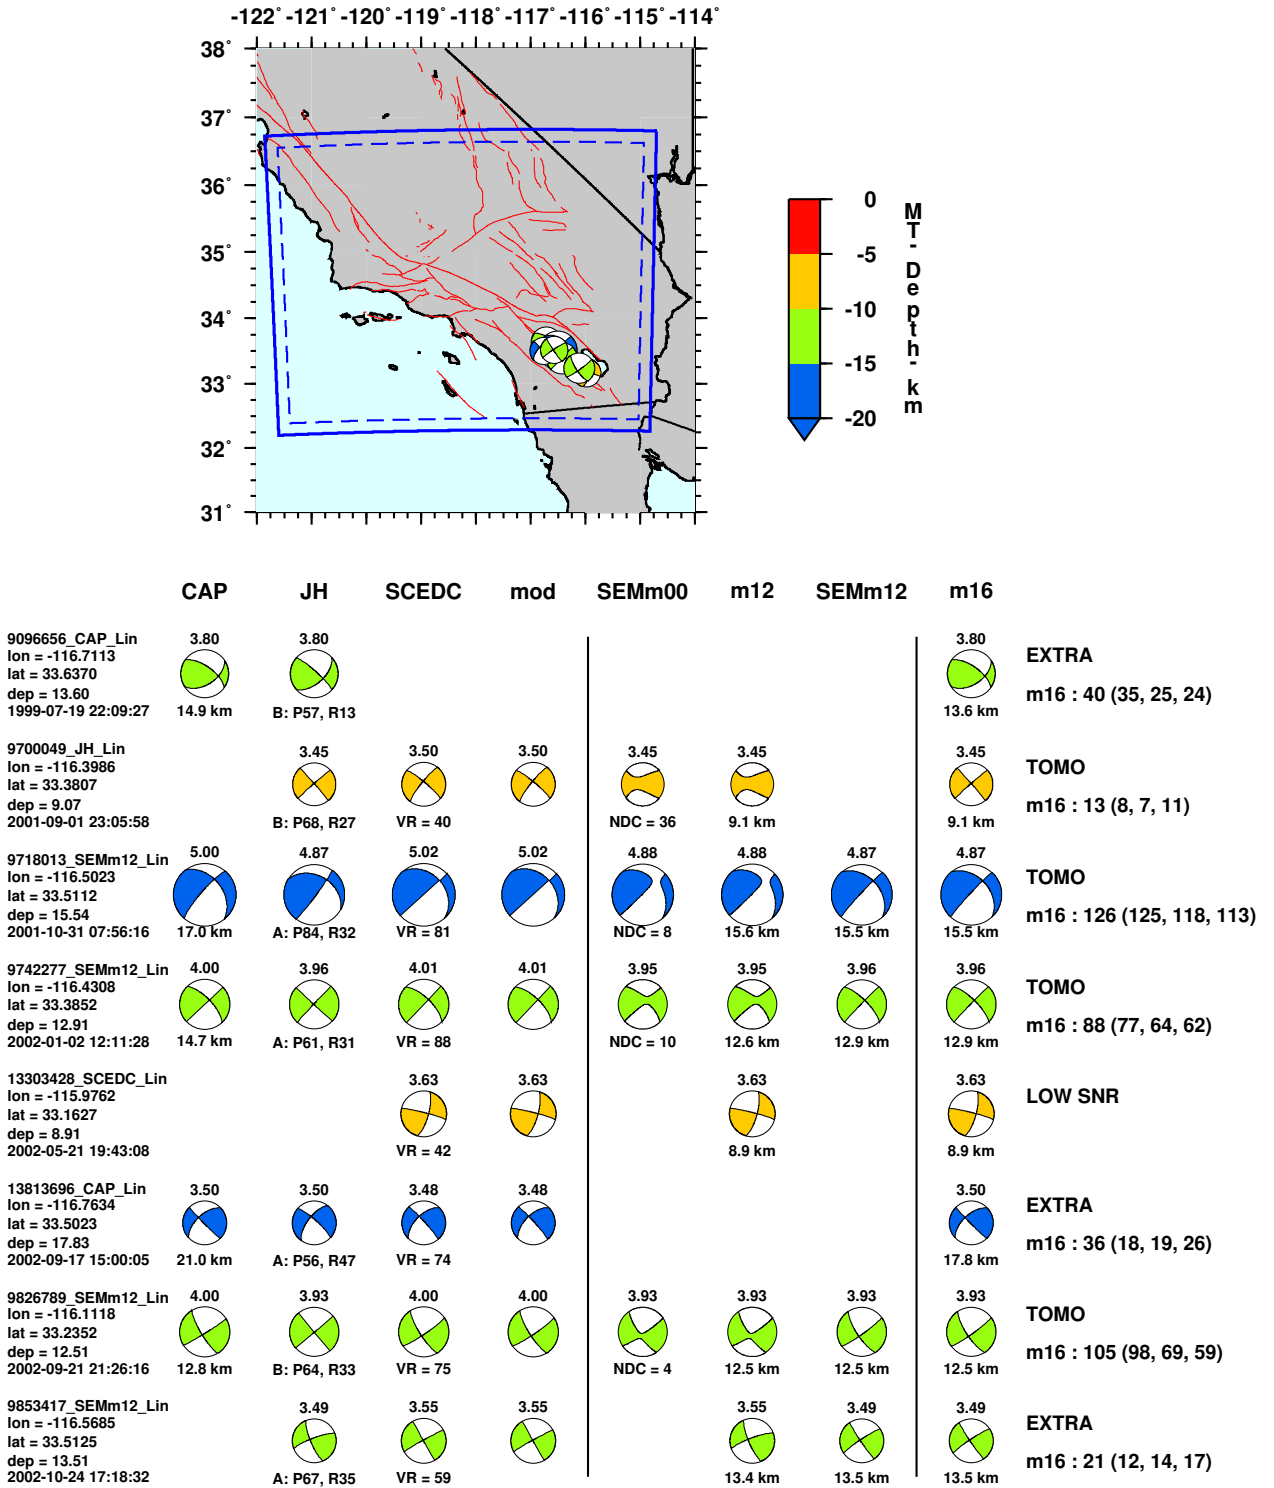 -122° -121° -120° -119° -118° -117° -116° -115° -114°
38°
37°
36°
35°
34°
33°
32°
31°
0
-5
-10
-15
-20
MT-Depth-km
CAP JH SCEDC mod SEMm00 m12 SEMm12 m16
9096656_CAP_Lin
lon = -116.7113
lat = 33.6370
dep = 13.60
1999-07-19 22:09:27
3.80 3.80 3.80
14.9 km B: P57, R13 13.6 km
EXTRA
m16 : 40 (35, 25, 24)
9700049_JH_Lin
lon = -116.3986
lat = 33.3807
dep = 9.07
2001-09-01 23:05:58
3.45 3.50 3.50 3.45 3.45 3.45
B: P68, R27 VR = 40 NDC = 36 9.1 km 9.1 km
TOMO
m16 : 13 (8, 7, 11)
9718013_SEMm12_Lin
lon = -116.5023
lat = 33.5112
dep = 15.54
2001-10-31 07:56:16
5.00 4.87 5.02 5.02 4.88 4.88 4.87 4.87
17.0 km A: P84, R32 VR = 81 NDC = 8 15.6 km 15.5 km 15.5 km
TOMO
m16 : 126 (125, 118, 113)
9742277_SEMm12_Lin
lon = -116.4308
lat = 33.3852
dep = 12.91
2002-01-02 12:11:28
4.00 3.96 4.01 4.01 3.95 3.95 3.96 3.96
14.7 km A: P61, R31 VR = 88 NDC = 10 12.6 km 12.9 km 12.9 km
TOMO
m16 : 88 (77, 64, 62)
13303428_SCEDC_Lin
lon = -115.9762
lat = 33.1627
dep = 8.91
2002-05-21 19:43:08
3.63 3.63 3.63 3.63
VR = 42 8.9 km 8.9 km
LOW SNR
13813696_CAP_Lin
lon = -116.7634
lat = 33.5023
dep = 17.83
2002-09-17 15:00:05
3.50 3.50 3.48 3.48 3.50
21.0 km A: P56, R47 VR = 74 17.8 km
EXTRA
m16 : 36 (18, 19, 26)
9826789_SEMm12_Lin
lon = -116.1118
lat = 33.2352
dep = 12.51
2002-09-21 21:26:16
4.00 3.93 4.00 4.00 3.93 3.93 3.93 3.93
12.8 km B: P64, R33 VR = 75 NDC = 4 12.5 km 12.5 km 12.5 km
TOMO
m16 : 105 (98, 69, 59)
9853417_SEMm12_Lin
lon = -116.5685
lat = 33.5125
dep = 13.51
2002-10-24 17:18:32
3.49 3.55 3.55 3.55 3.49 3.49
A: P67, R35 VR = 59 13.4 km 13.5 km 13.5 km
EXTRA
m16 : 21 (12, 14, 17)